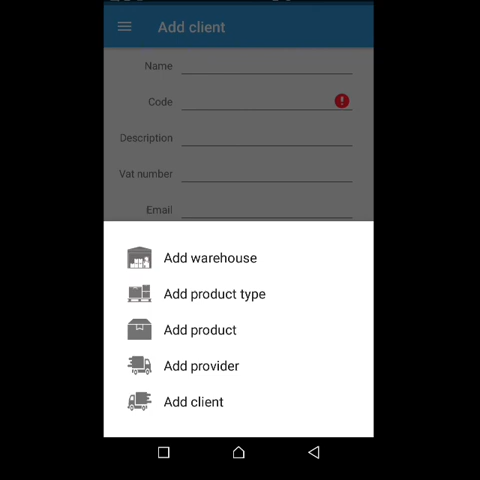 Add client
Name
Code
Description
Vat number
Email
Add warehouse
Add product type
Add product
Add provider
Add client